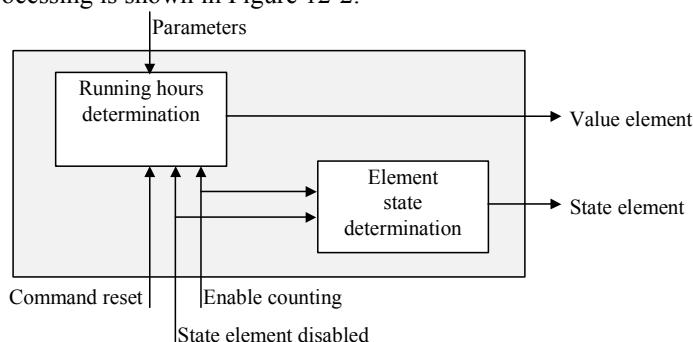 ocessing is shown in Figure 12-2.
Parameters
Running hours
determination
Value element
Element
state
determination
State element
Command reset
Enable counting
State element disabled